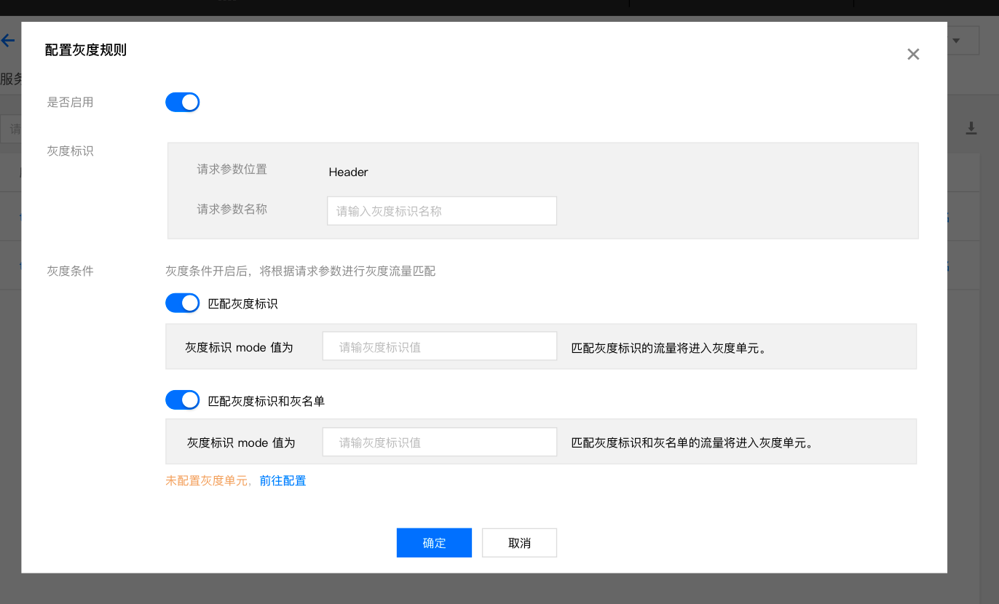 配置灰度规则
服务
是否启用
请
灰度标识
请求参数位置 Header
请求参数名称 请输入灰度标识名称
灰度条件 灰度条件开启后，将根据请求参数进行灰度流量匹配
匹配灰度标识
灰度标识 mode 值为 请输灰度标识值 匹配灰度标识的流量将进入灰度单元。
匹配灰度标识和灰名单
灰度标识 mode 值为 请输灰度标识值 匹配灰度标识和灰名单的流量将进入灰度单元。
未配置灰度单元，前往配置
确定 取消